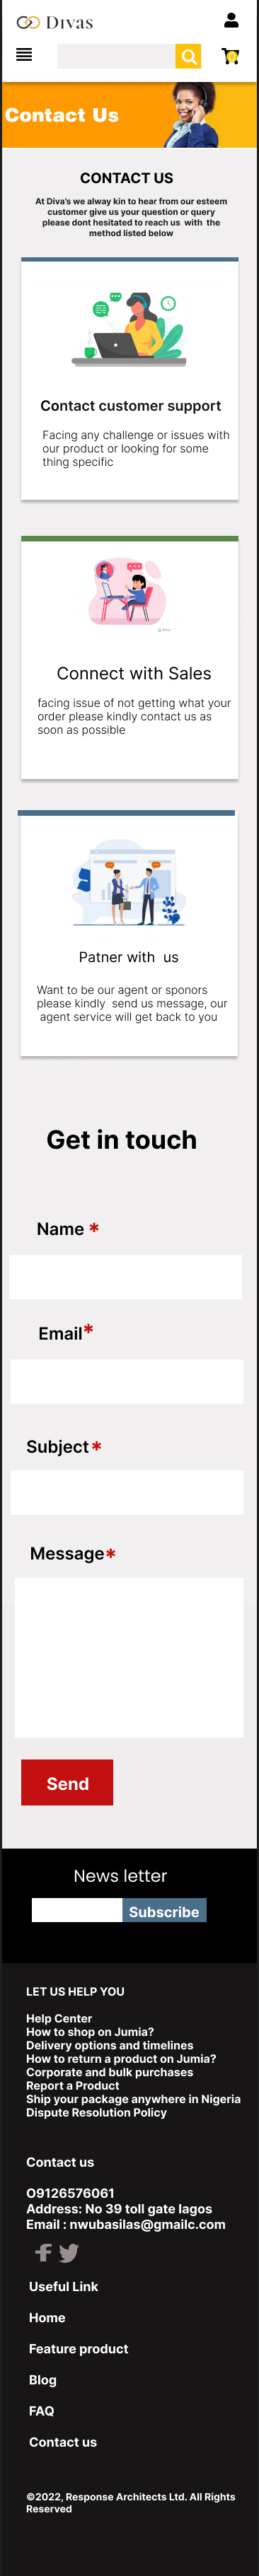 Divas
Contact Us
CONTACT US
At Diva's we alway kin to hear from our esteem
customer give us your question or query
please dont hesitated to reach us with the
method listed below
Contact customer support
Facing any challenge or issues with
our product or looking for some
thing specific
Connect with Sales
facing issue of not getting what your
order please kindly contact us as
soon as possible
Patner with us
Want to be our agent or sponors
please kindly send us message, our
agent service will get back to you
Get in touch
Name *
Email*
Subject*
Message*
Send
News letter
Subscribe
LET US HELP YOU
Help Center
How to shop on Jumia?
Delivery options and timelines
How to return a product on Jumia?
Corporate and bulk purchases
Report a Product
Ship your package anywhere in Nigeria
Dispute Resolution Policy
Contact us
O9126576061
Address: No 39 toll gate lagos
Email : nwubasilas@gmailc.com
Useful Link
Home
Feature product
Blog
FAQ
Contact us
©2022, Response Architects Ltd. All Rights
Reserved